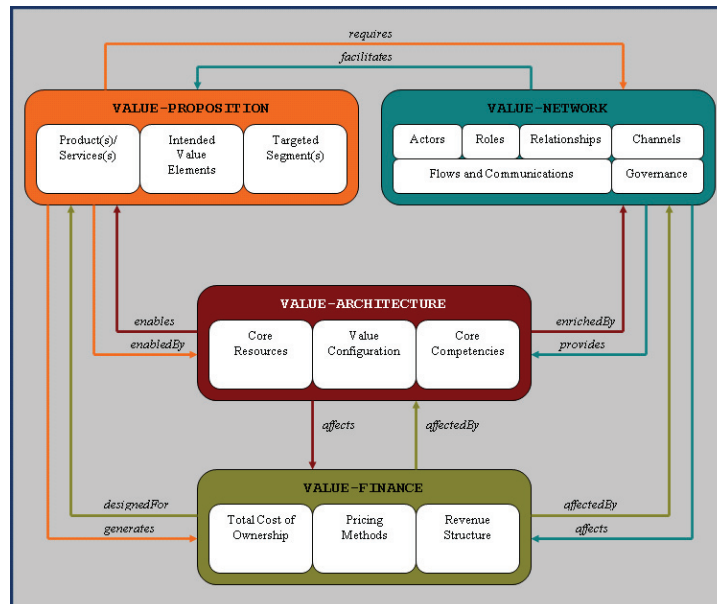 requires
facilitates
VALUE-PROPOSITION
Product(s)/
Services(s)
Intended
Value
Elements
Targeted
Segment(s)
VALUE-NETWORK
Actors
Roles
Relationships
Channels
Flows and Communications
Governance
VALUE-ARCHITECTURE
Core
Resources
Value
Configuration
Core
Competencies
enables
enabledBy
enrichedBy
provides
affects
affectedBy
VALUE-FINANCE
Total Cost of
Ownership
Pricing
Methods
Revenue
Structure
designedFor
generates
affectedBy
affects